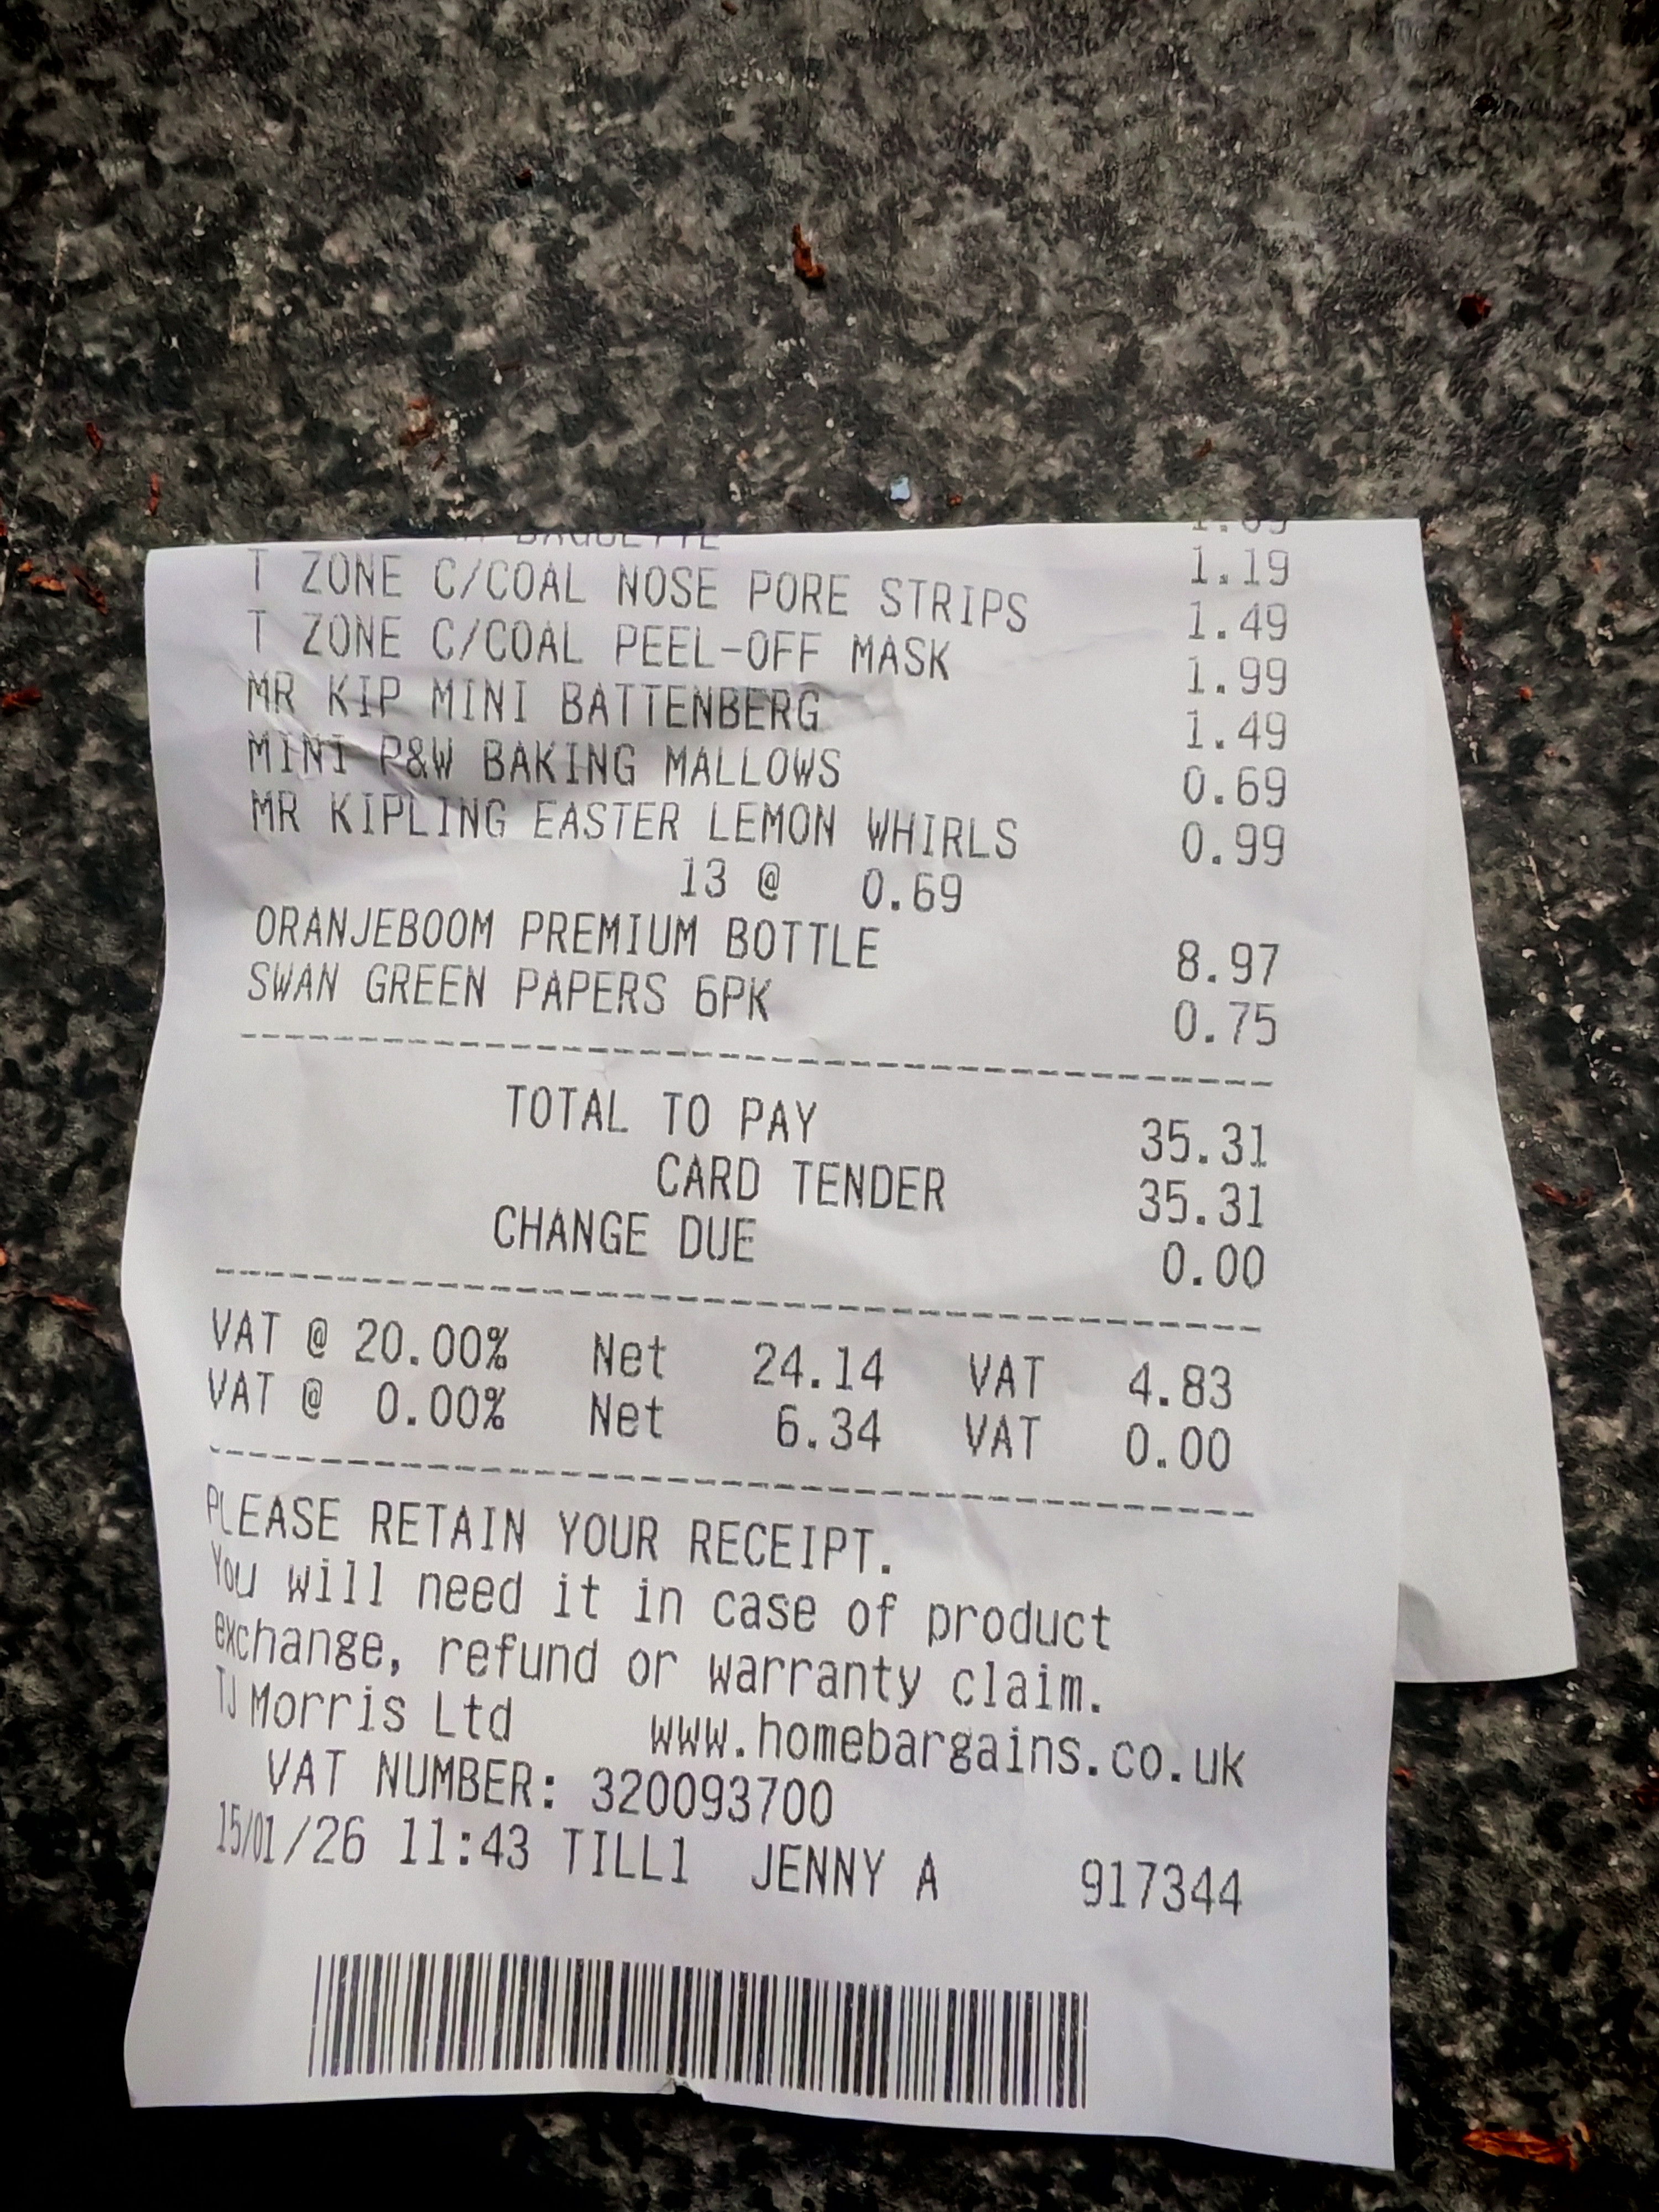 BAGUETTE 1.19
T ZONE C/COAL NOSE PORE STRIPS 1.49
T ZONE C/COAL PEEL-OFF MASK 1.99
MR KIP MINI BATTENBERG 1.49
MINI P&W BAKING MALLOWS 0.69
MR KIPLING EASTER LEMON WHIRLS 0.99
13 @ 0.69
ORANJEBOOM PREMIUM BOTTLE 8.97
SWAN GREEN PAPERS 6PK 0.75
TOTAL TO PAY 35.31
CARD TENDER 35.31
CHANGE DUE 0.00
VAT @ 20.00% Net 24.14 VAT 4.83
VAT @ 0.00% Net 6.34 VAT 0.00
PLEASE RETAIN YOUR RECEIPT.
You will need it in case of product
exchange, refund or warranty claim.
TJ Morris Ltd www.homebargains.co.uk
VAT NUMBER: 320093700
15/01/26 11:43 TILL1 JENNY A 917344